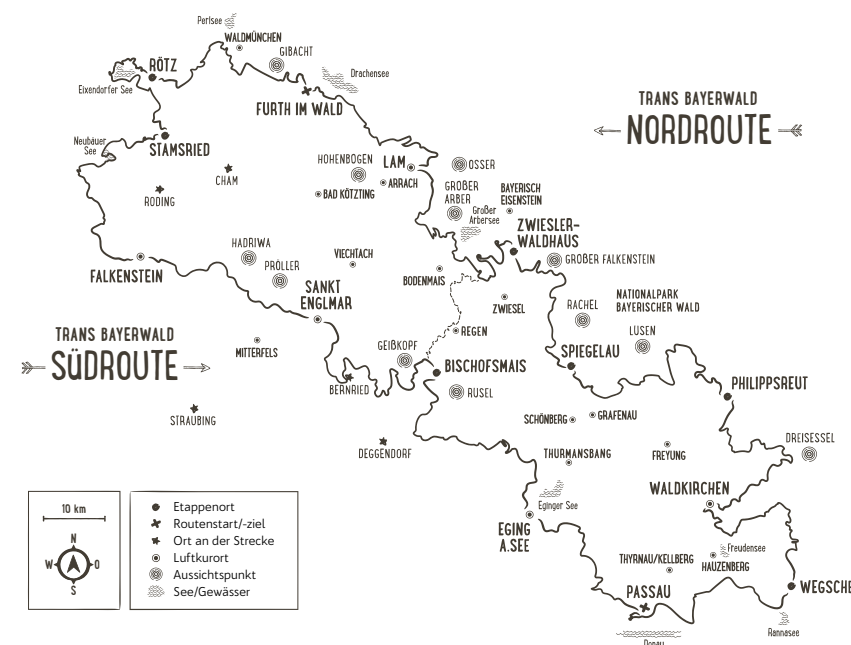 Perlsee
WALDMÜNCHEN
GIBACHT
RÖTZ
Drachensee
Eixendorfer See
FURTH IM WALD
TRANS BAYERWALD
NORDROUTE
Neubäuer
See
STAMSRIED
HOHENBOGEN
LAM
OSSER
CHAM
ARRACH
RODING
BAD KÖTZTING
GROßER
ARBER
BAYERISCH
EISENSTEIN
Großer
Arbersee
ZWIESLER-
WALDHAUS
HADRIWA
VIECHTACH
GROßER FALKENSTEIN
FALKENSTEIN
PRÖLLER
BODENMAIS
SANKT
ENGLMAR
ZWIESEL
RACHEL
NATIONALPARK
BAYERISCHER WALD
LUSEN
TRANS BAYERWALD
SÜDROUTE
MITTERFELS
REGEN
GEIßKOPF
BISCHOFSMAIS
SPIEGELAU
BERNRIED
RUSEL
PHILIPPSREUT
STRAUBING
SCHÖNBERG
GRAFENAU
DEGGENDORF
THURMANSBANG
FREYUNG
DREISESSEL
WALDKIRCHEN
Eginger See
EGING
A.SEE
10 km
N
W
O
S
Etappenort
Routenstart/-ziel
Ort an der Strecke
Luftkurort
Aussichtspunkt
See/Gewässer
THYRNAU/KELLBERG
Freudensee
HAUZENBERG
PASSAU
WEGSCHE
Rannasee
Donau